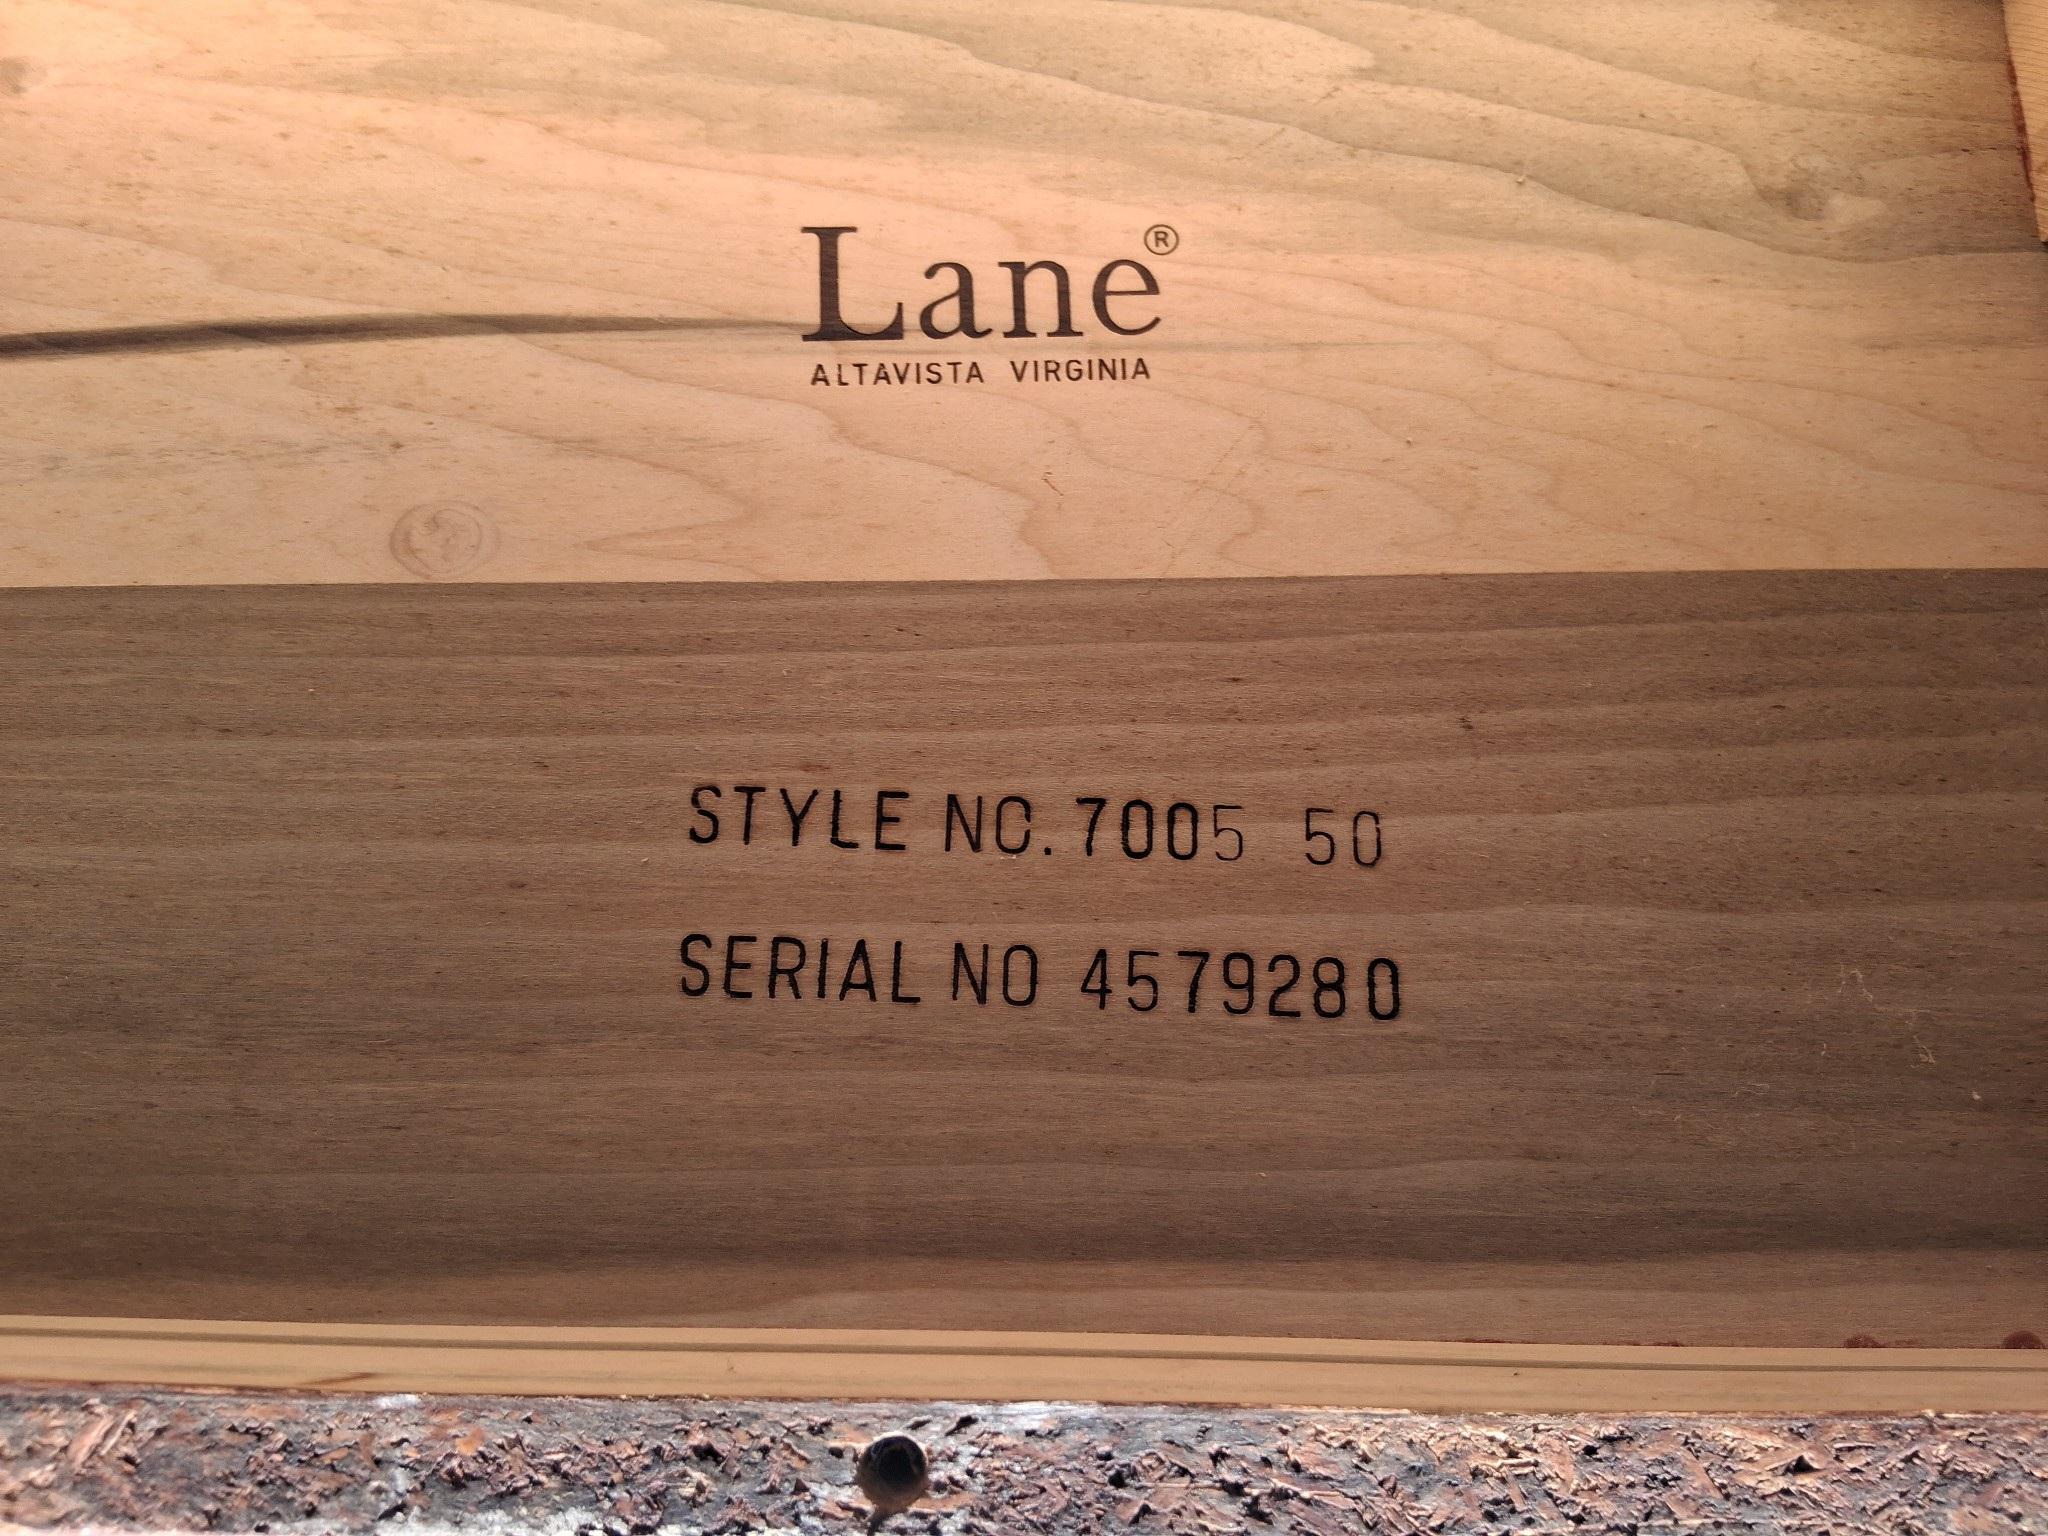 Lane®
ALTAVISTA VIRGINIA
STYLE NO. 7005 50
SERIAL NO 4579280